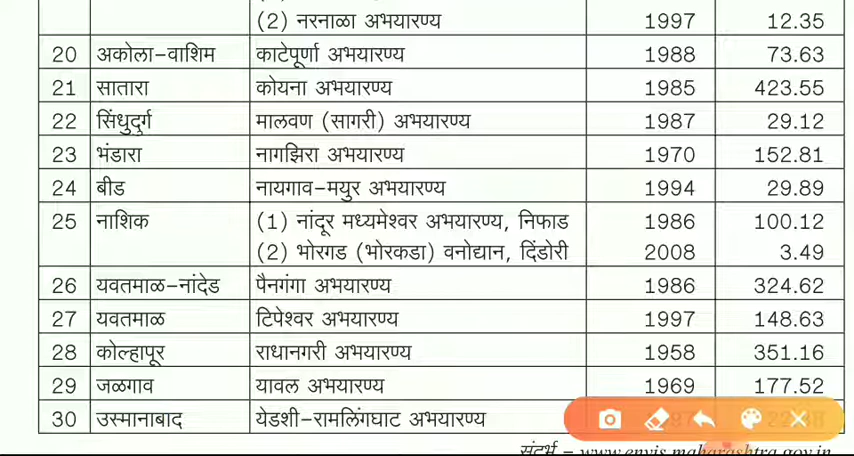 (2) नरनाळा अभयारण्य 1997 12.35
20 अकोला-वाशिम काटेपूर्णा अभयारण्य 1988 73.63
21 सातारा कोयना अभयारण्य 1985 423.55
22 सिंधुदुर्ग मालवण (सागरी) अभयारण्य 1987 29.12
23 भंडारा नागझिरा अभयारण्य 1970 152.81
24 बीड नायगाव-मयुर अभयारण्य 1994 29.89
25 नाशिक (1) नांदूर मध्यमेश्वर अभयारण्य, निफाड 1986 100.12
(2) भोरगड (भोरकडा) वनोद्यान, दिंडोरी 2008 3.49
26 यवतमाळ-नांदेड पैनगंगा अभयारण्य 1986 324.62
27 यवतमाळ टिपेश्वर अभयारण्य 1997 148.63
28 कोल्हापूर राधानगरी अभयारण्य 1958 351.16
29 जळगाव यावल अभयारण्य 1969 177.52
30 उस्मानाबाद येडशी-रामलिंगघाट अभयारण्य
संदर्भ - www.envis.maharashtra.gov.in